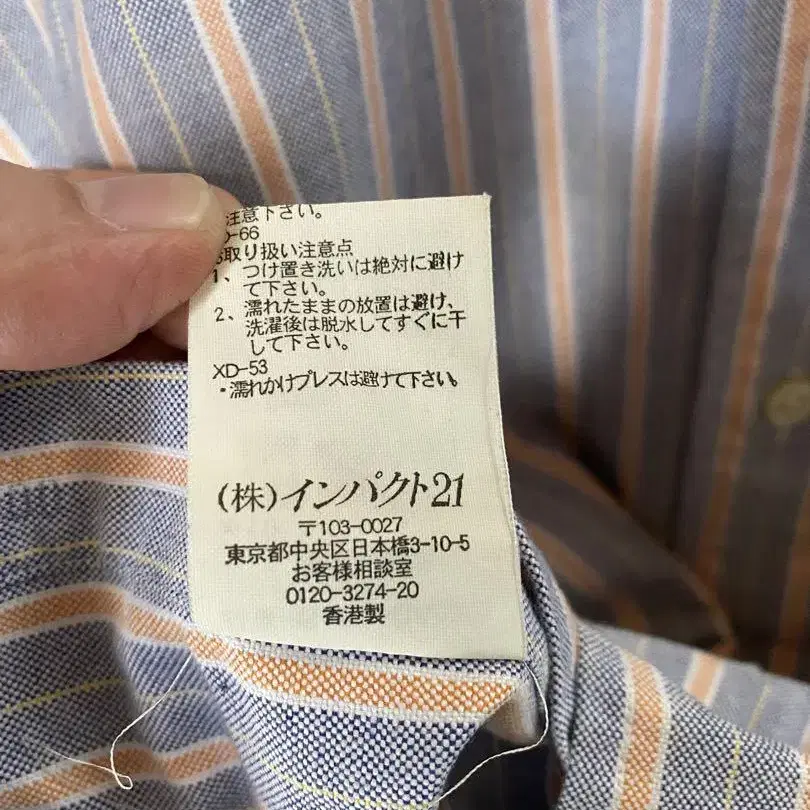 注意下さい。
-66
取り扱い注意点
1、つけ置き洗いは絶対に避け
て下さい。
2、濡れたままの放置は避け、
洗濯後は脱水してすぐに干
して下さい。
XD-53
・濡れかけプレスは避けて下さい。
(株)インパクト21
〒103-0027
東京都中央区日本橋3-10-5
お客様相談室
0120-3274-20
香港製